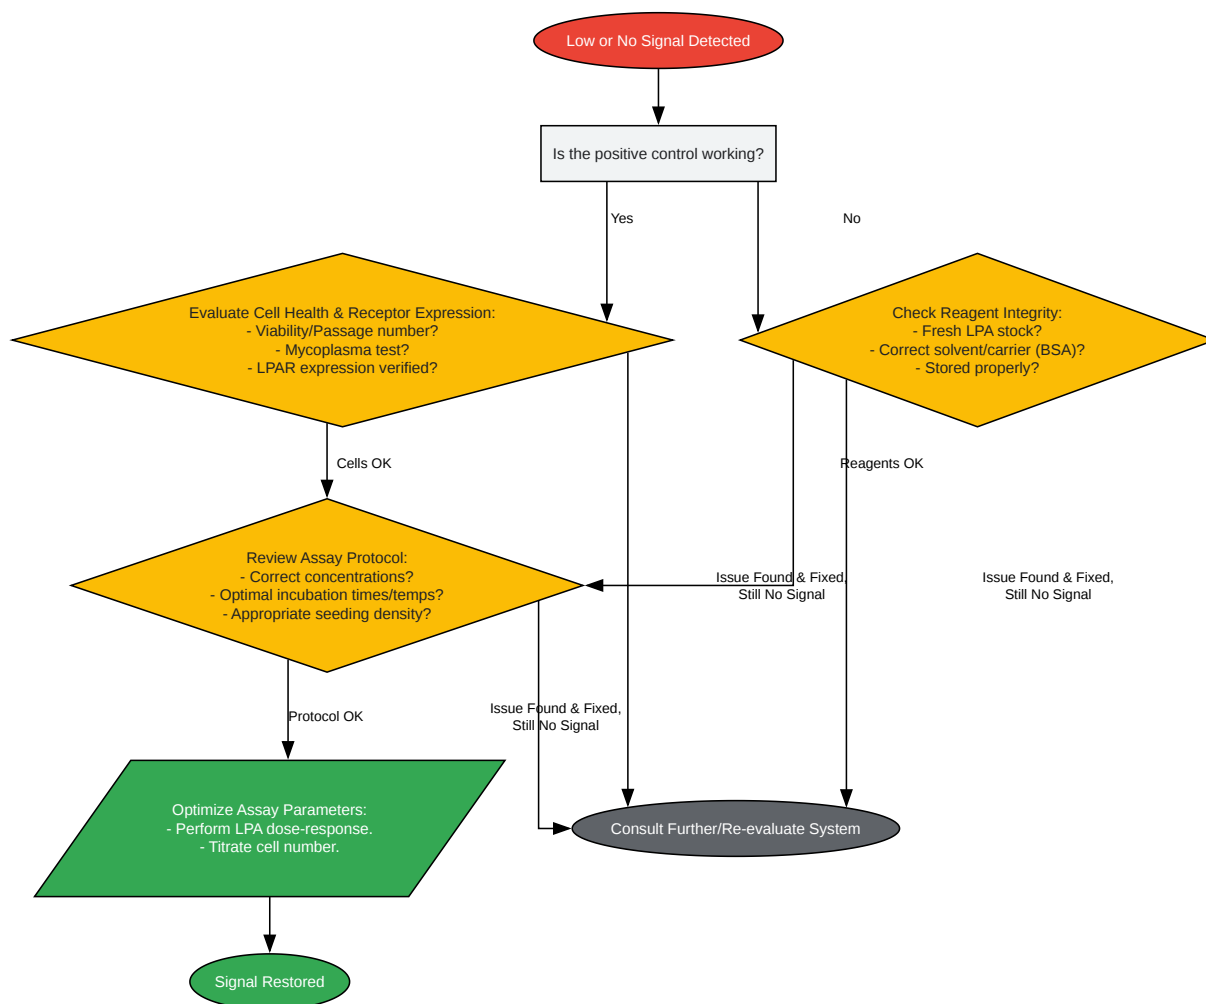 Low or No Signal Detected
Is the positive control working?
Yes
No
Evaluate Cell Health & Receptor Expression:
- Viability/Passage number?
- Mycoplasma test?
- LPAR expression verified?
Check Reagent Integrity:
- Fresh LPA stock?
- Correct solvent/carrier (BSA)?
- Stored properly?
Cells OK
Reagents OK
Review Assay Protocol:
- Correct concentrations?
- Optimal incubation times/temps?
- Appropriate seeding density?
Issue Found & Fixed,
Still No Signal
Issue Found & Fixed,
Still No Signal
Protocol OK
Issue Found & Fixed,
Still No Signal
Optimize Assay Parameters:
- Perform LPA dose-response.
- Titrate cell number.
Consult Further/Re-evaluate System
Signal Restored